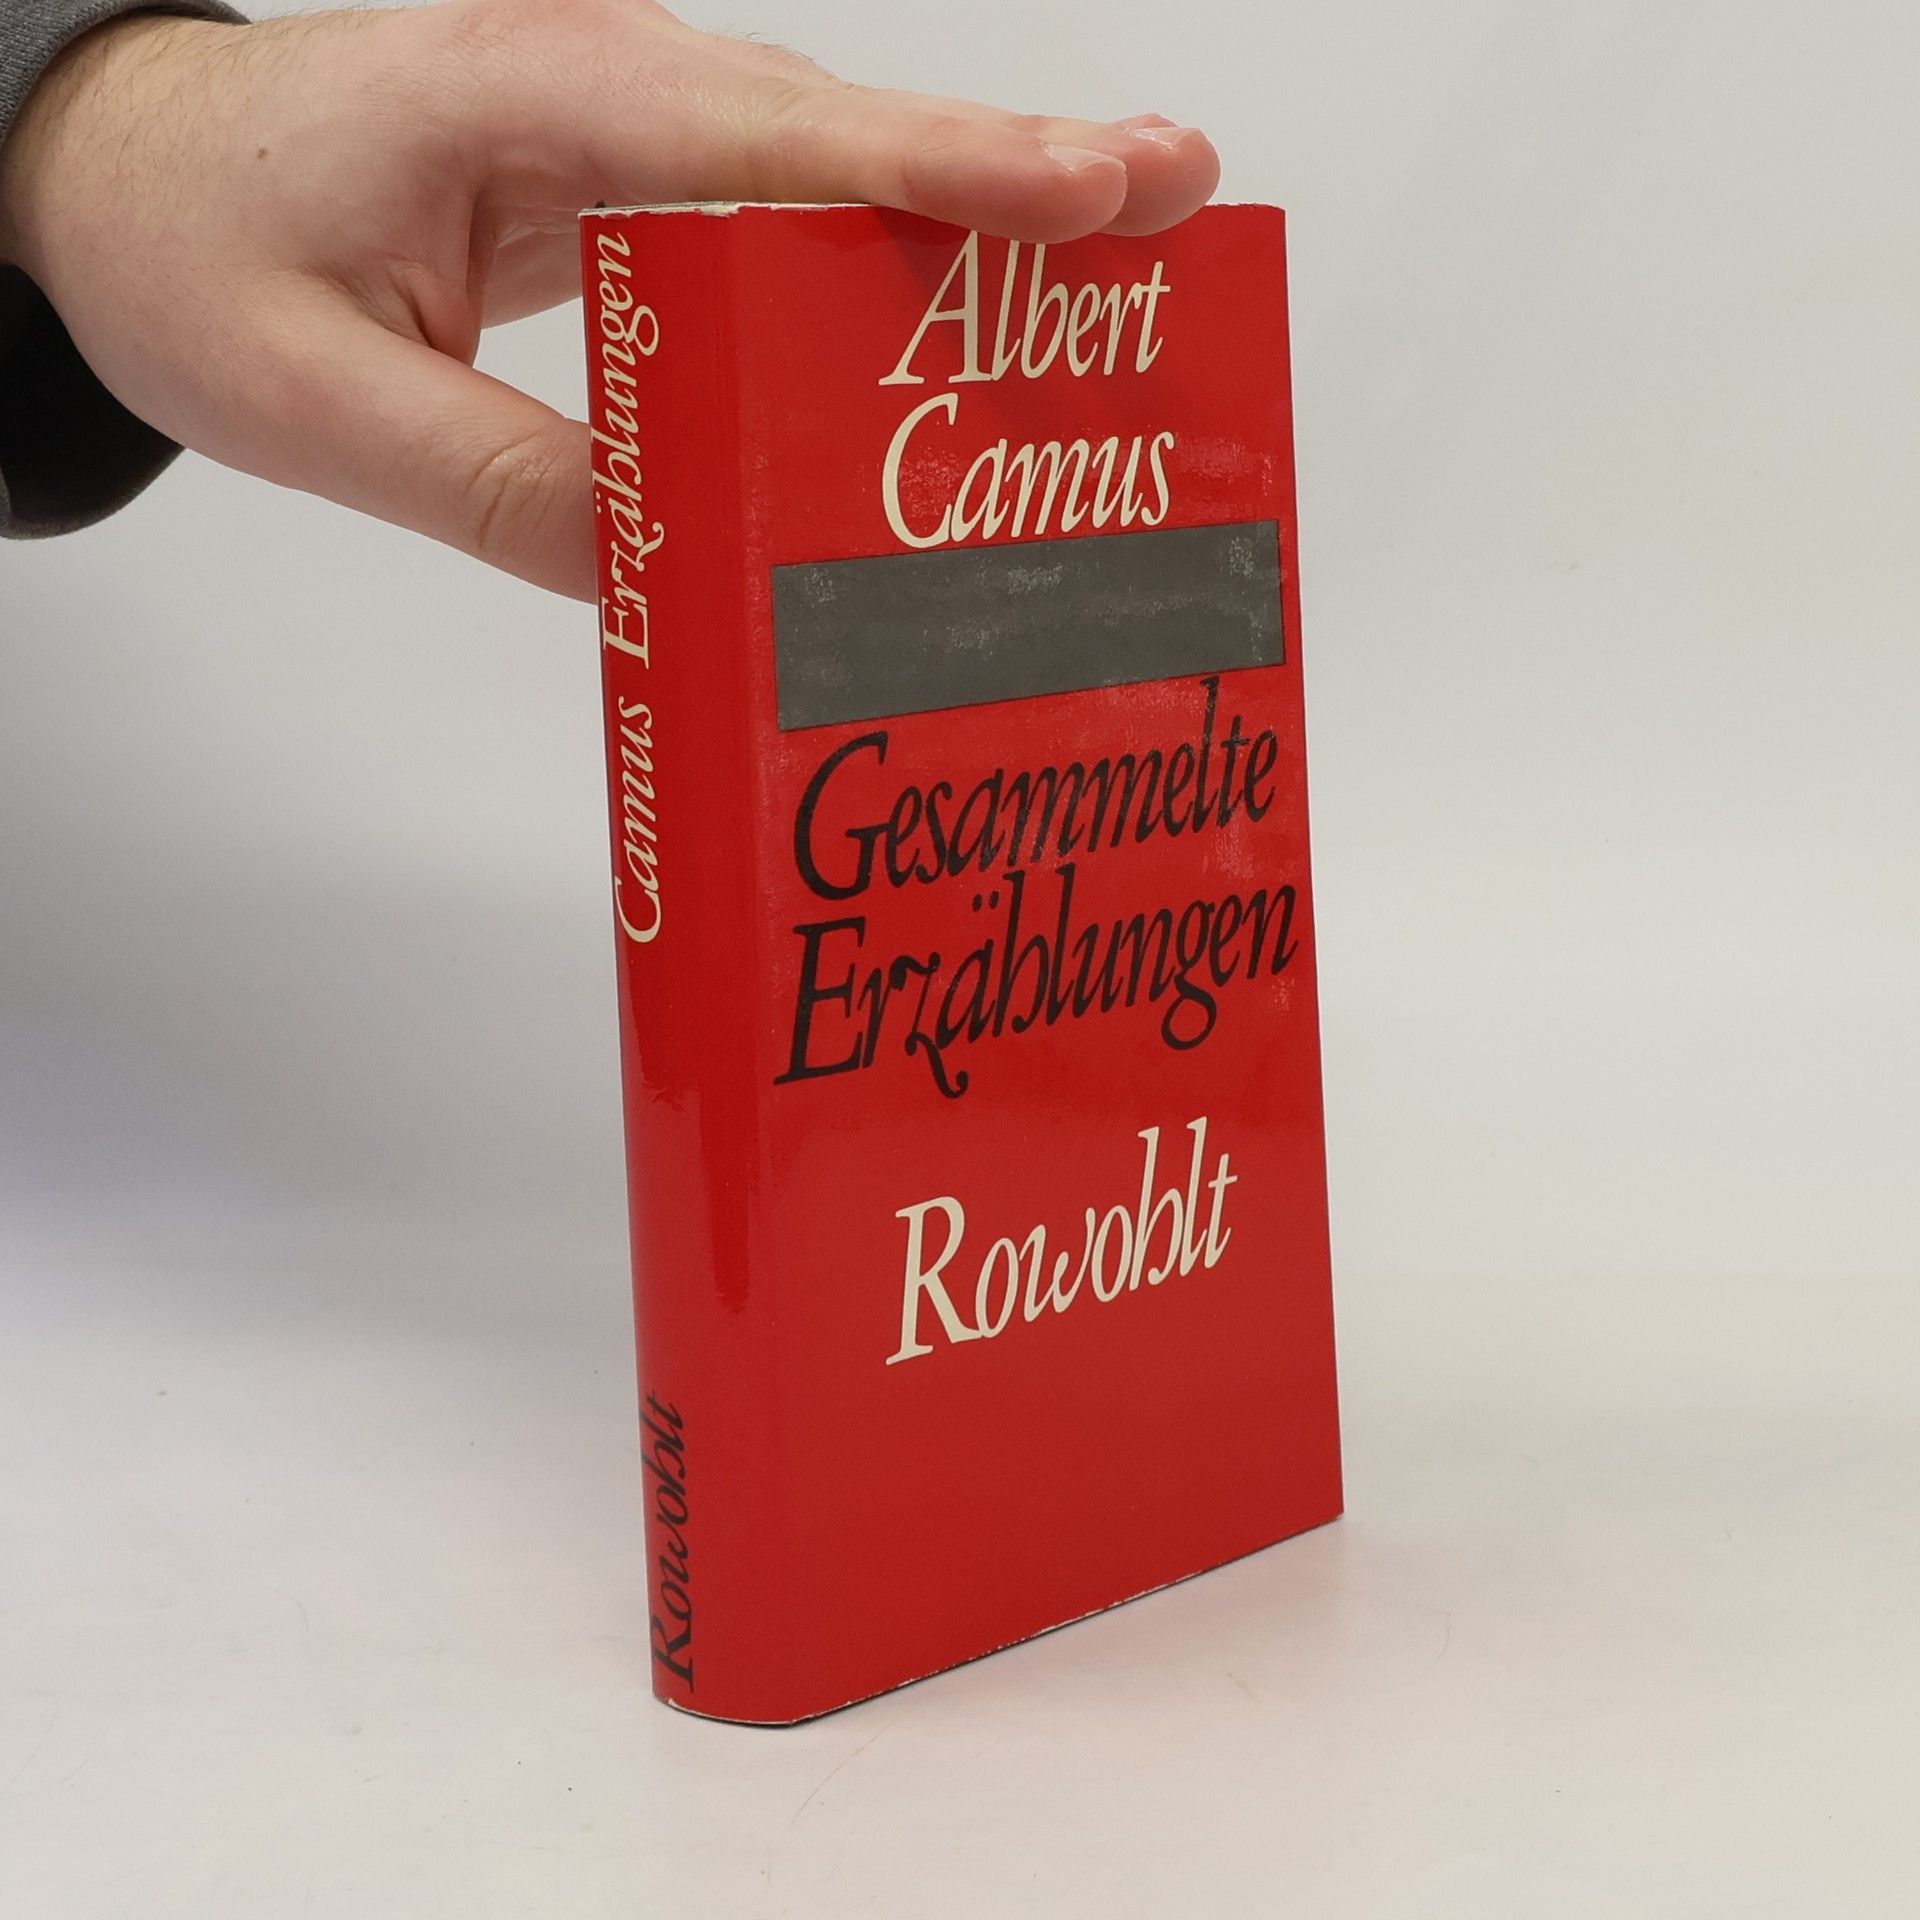 Albert
Camus
Gesammelte
Erzählungen
Rowohlt
Camus Erzählungen
Rowohlt